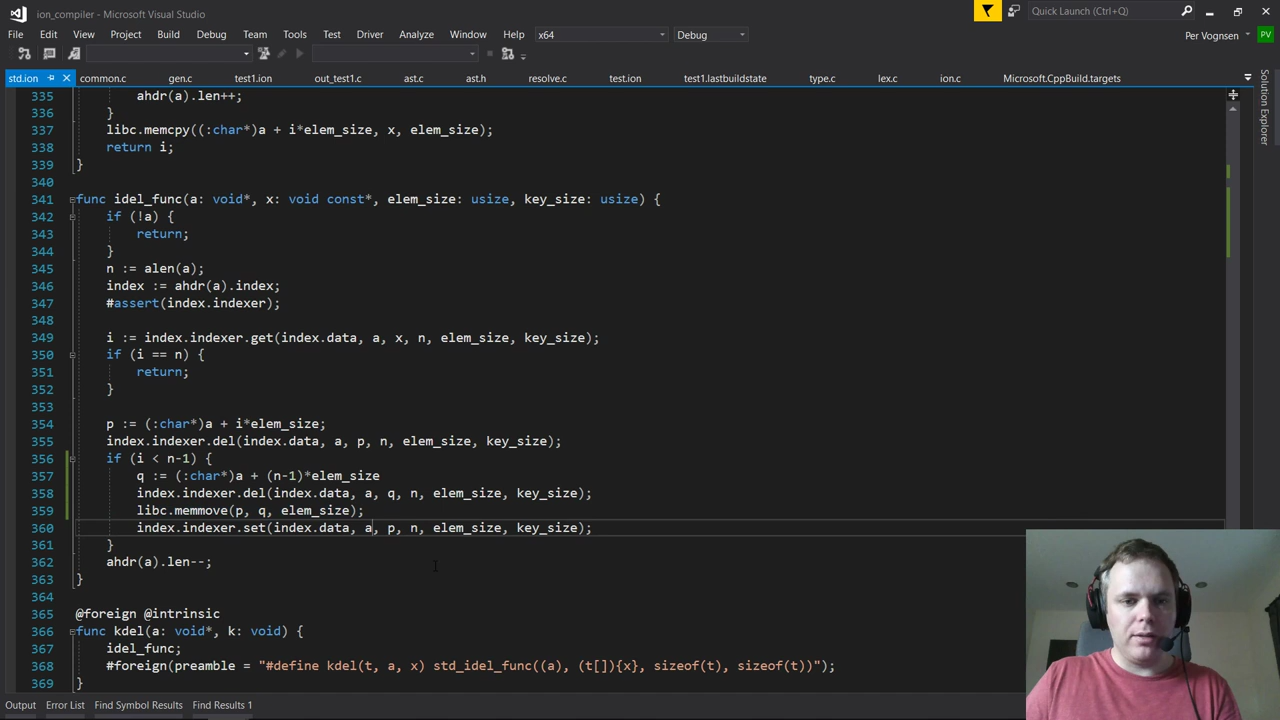 ion_compiler - Microsoft Visual Studio
Quick Launch (Ctrl+Q)
File Edit View Project Build Debug Team Tools Test Driver Analyze Window Help x64 Debug Per Vognsen PV
std.ion common.c gen.c test1.ion out_test1.c ast.c ast.h resolve.c test.ion test1.lastbuildstate type.c lex.c ion.c Microsoft.CppBuild.targets
Solution Explorer
335 ahdr(a).len++;
336 }
337 libc.memcpy((:char*)a + i*elem_size, x, elem_size);
338 return i;
339 }
340
341 func idel_func(a: void*, x: void const*, elem_size: usize, key_size: usize) {
342 if (!a) {
343 return;
344 }
345 n := alen(a);
346 index := ahdr(a).index;
347 #assert(index.indexer);
348
349 i := index.indexer.get(index.data, a, x, n, elem_size, key_size);
350 if (i == n) {
351 return;
352 }
353
354 p := (:char*)a + i*elem_size;
355 index.indexer.del(index.data, a, p, n, elem_size, key_size);
356 if (i < n-1) {
357 q := (:char*)a + (n-1)*elem_size
358 index.indexer.del(index.data, a, q, n, elem_size, key_size);
359 libc.memmove(p, q, elem_size);
360 index.indexer.set(index.data, a, p, n, elem_size, key_size);
361 }
362 ahdr(a).len--;
363 }
364
365 @foreign @intrinsic
366 func kdel(a: void*, k: void) {
367 idel_func;
368 #foreign(preamble = "#define kdel(t, a, x) std_idel_func((a), (t[]){x}, sizeof(t), sizeof(t))");
369 }
Output Error List Find Symbol Results Find Results 1